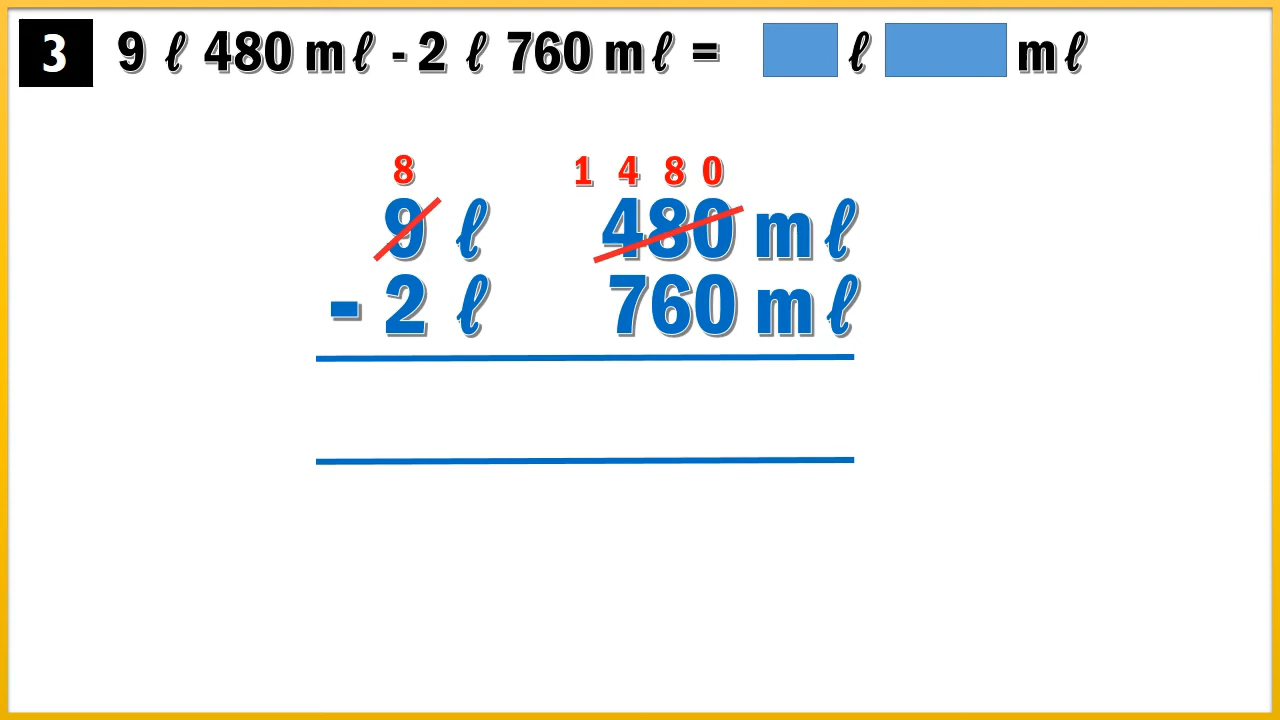 3 9 ℓ 480 mℓ - 2 ℓ 760 mℓ = ℓ mℓ
8 1 4 8 0
9 ℓ 480 mℓ
- 2 ℓ 760 mℓ